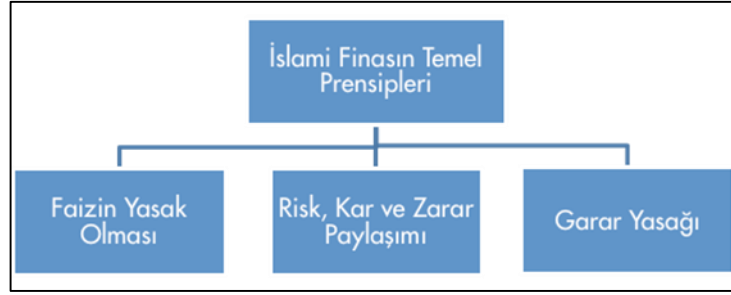 İslami Finasın Temel
Prensipleri
Faizin Yasak
Olması
Risk, Kar ve Zarar
Paylaşımı
Garar Yasağı